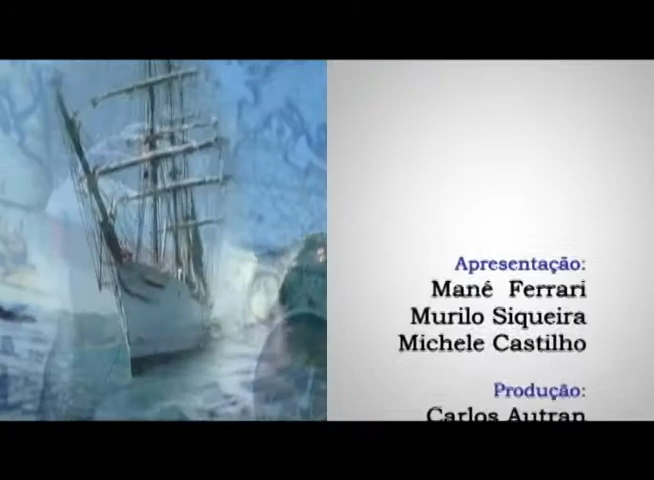 Apresentação:
Mané Ferrari
Murilo Siqueira
Michele Castilho
Produção:
Carlos Autran